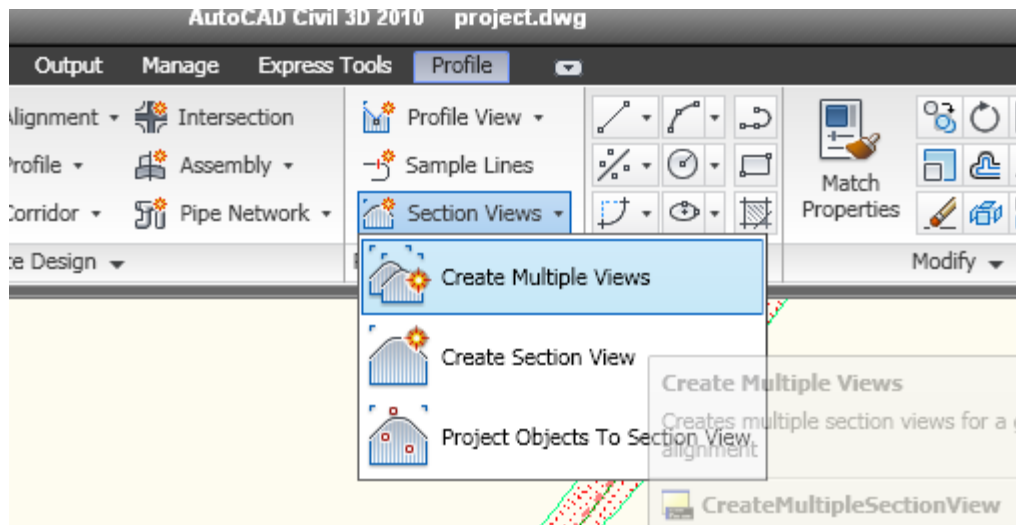 AutoCAD Civil 3D 2010 project.dwg
Output Manage Express Tools Profile
Alignment Intersection Profile View
Profile Assembly Sample Lines
Match
Properties
Corridor Pipe Network Section Views
Design Modify
Create Multiple Views
Create Section View
Project Objects To Section View
Create Multiple Views
Creates multiple section views for a
alignment
CreateMultipleSectionView